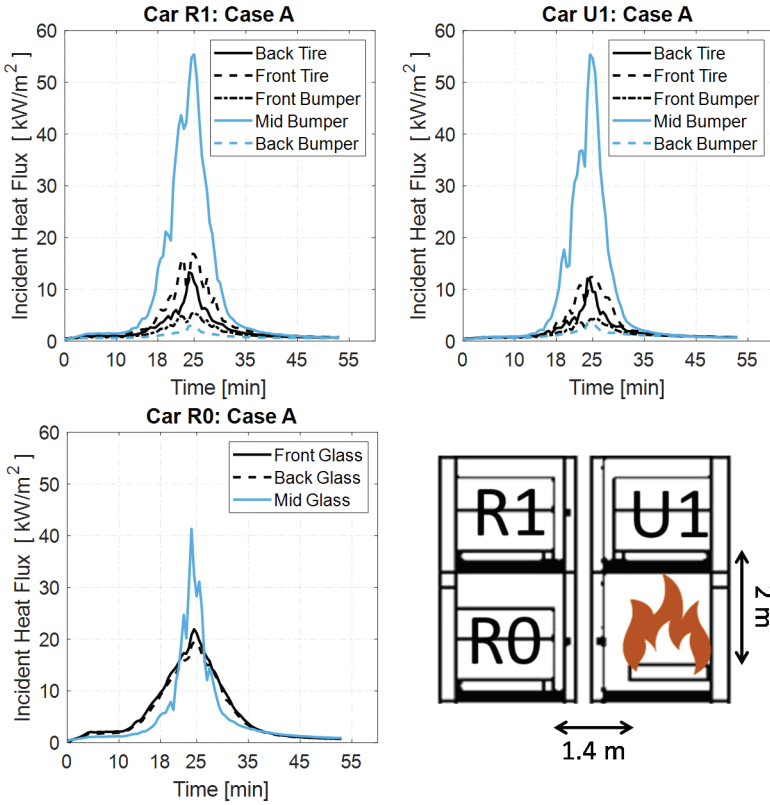 Car R1: Case A
Incident Heat Flux [ kW/m² ]
60
50
40
30
20
10
0
Back Tire
Front Tire
Front Bumper
Mid Bumper
Back Bumper
0 10 18 25 35 45 55
Time [min]
Car U1: Case A
Incident Heat Flux [ kW/m² ]
60
50
40
30
20
10
0
Back Tire
Front Tire
Front Bumper
Mid Bumper
Back Bumper
0 10 18 25 35 45 55
Time [min]
Car R0: Case A
Incident Heat Flux [ kW/m² ]
60
50
40
30
20
10
0
Front Glass
Back Glass
Mid Glass
0 10 18 25 35 45 55
Time [min]
R1 U1
R0
2 m
1.4 m